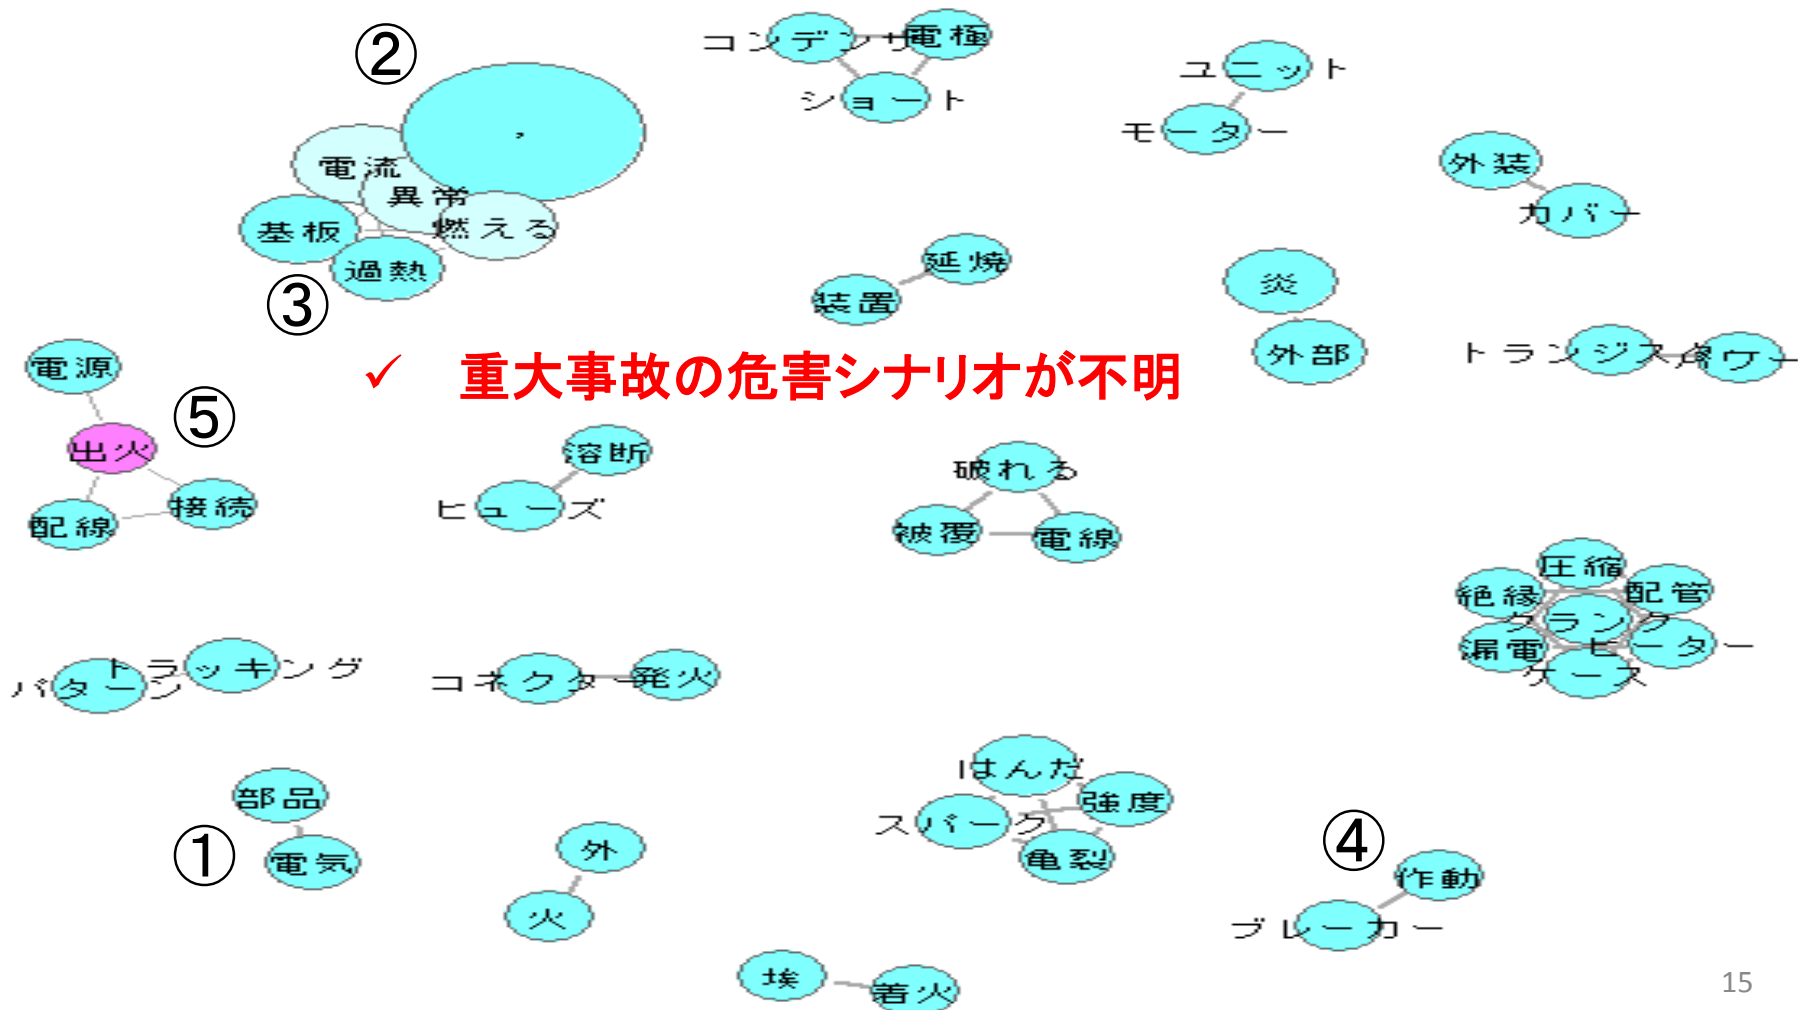 ②
,
電流
異常
燃える
基板
過熱
③
コンデンサ
電極
ショート
ユニット
モーター
外装
カバー
延焼
装置
炎
外部
トランジスタ
パワー
✓ 重大事故の危害シナリオが不明
電源
⑤
出火
接続
配線
溶断
ヒューズ
破れる
被覆
電線
圧縮
絶縁
配管
クランク
漏電
ヒーター
ケース
トラッキング
パターン
コネクター
発火
部品
①
電気
外
火
はんだ
強度
スパーク
亀裂
④
作動
ブレーカー
埃
着火
15